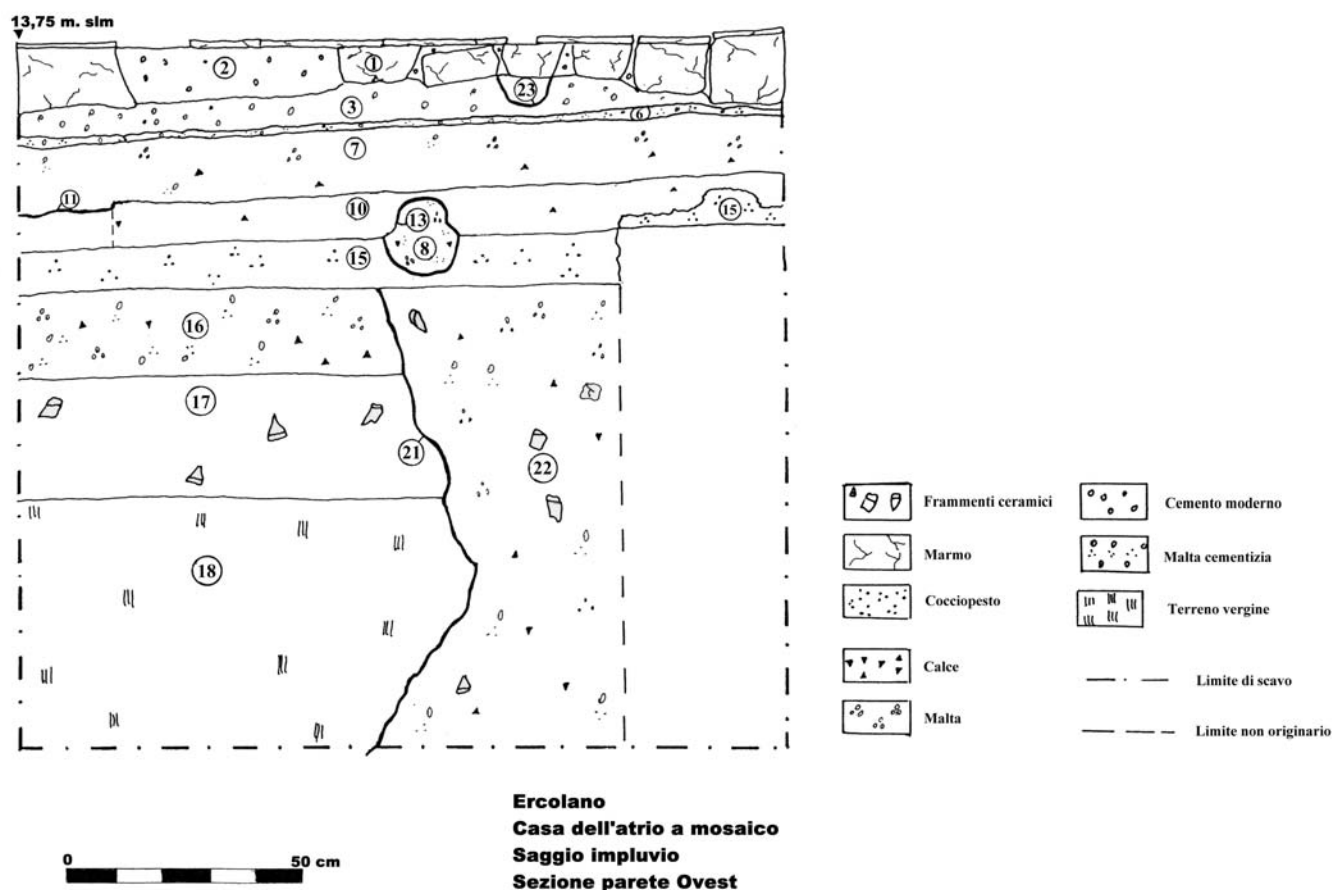 13,75 m. slm
1
2
23
3
6
7
11
10
13
15
8
15
16
17
21
22
18
Frammenti ceramici
Marmo
Cocciopesto
Calce
Malta
Cemento moderno
Malta cementizia
Terreno vergine
Limite di scavo
Limite non originario
Ercolano
Casa dell'atrio a mosaico
Saggio impluvio
Sezione parete Ovest
0 50 cm